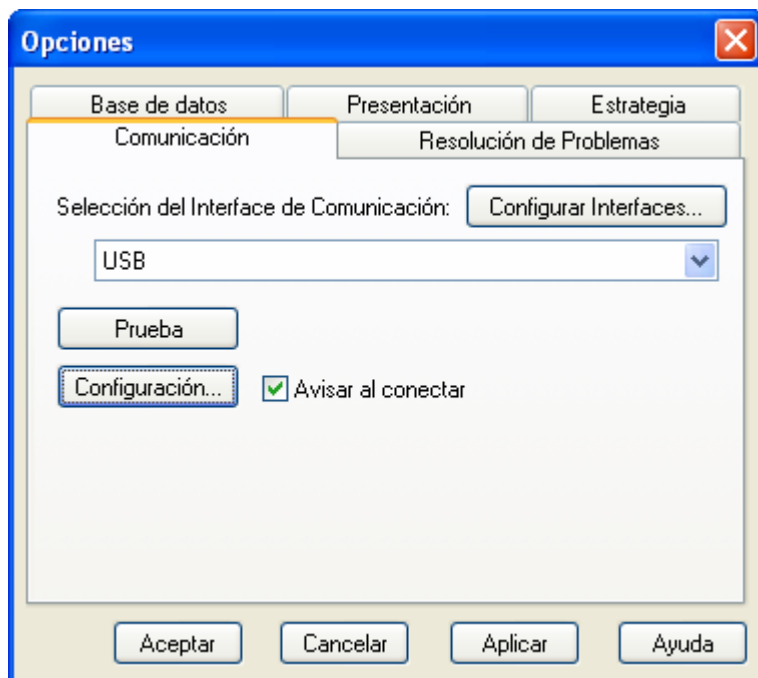 Opciones
Base de datos
Presentación
Estrategia
Comunicación
Resolución de Problemas
Selección del Interface de Comunicación:
Configurar Interfaces...
USB
Prueba
Configuración...
Avisar al conectar
Aceptar
Cancelar
Aplicar
Ayuda